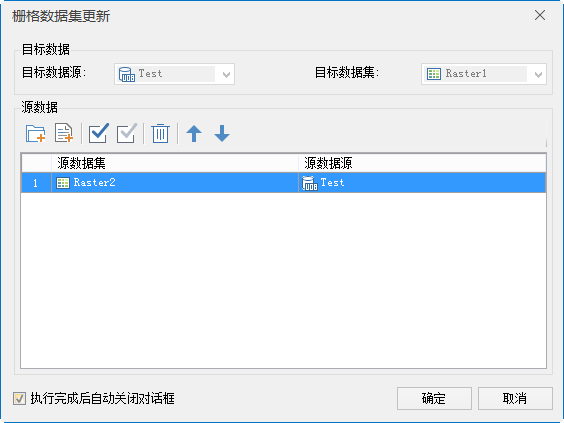 栅格数据集更新
目标数据
目标数据源： Test 目标数据集： Raster1
源数据
源数据集 源数据源
1 Raster2 UDB Test
执行完成后自动关闭对话框 确定 取消